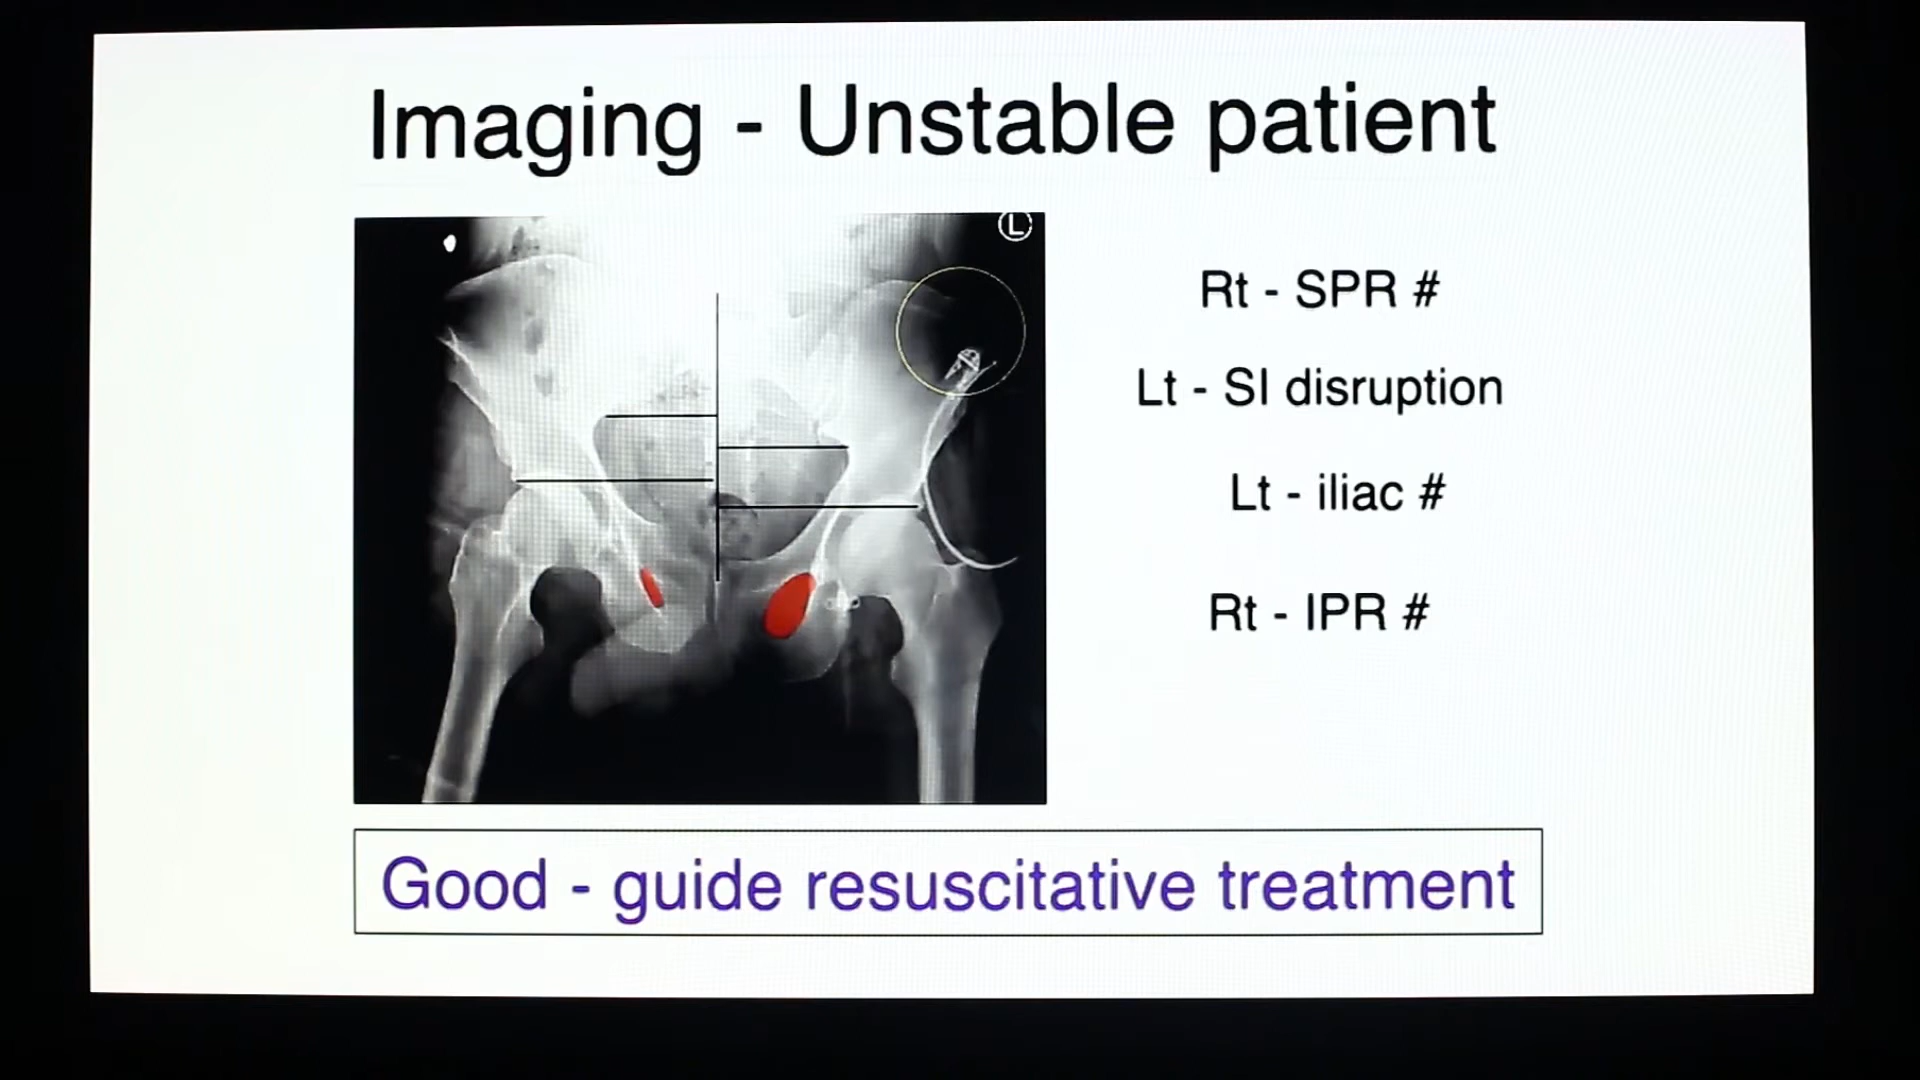 Imaging - Unstable patient
L
Rt - SPR #
Lt - SI disruption
Lt - iliac #
Rt - IPR #
Good - guide resuscitative treatment